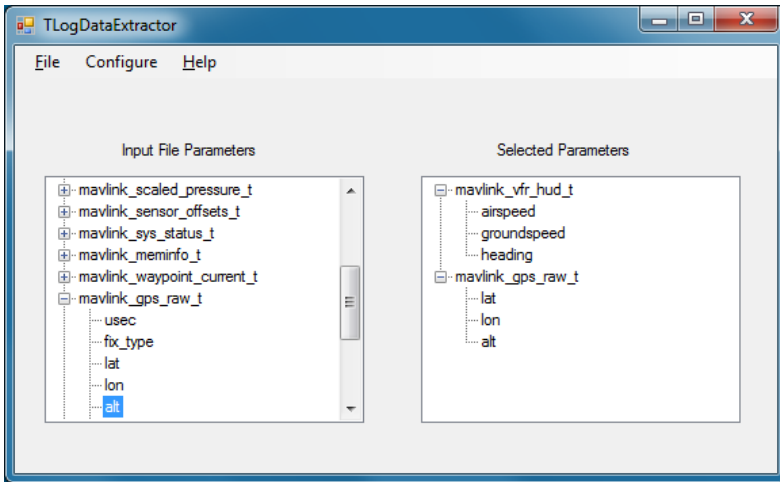 TLogDataExtractor
File Configure Help
Input File Parameters
Selected Parameters
mavlink_scaled_pressure_t
mavlink_sensor_offsets_t
mavlink_sys_status_t
mavlink_meminfo_t
mavlink_waypoint_current_t
mavlink_gps_raw_t
usec
fix_type
lat
lon
alt
mavlink_vfr_hud_t
airspeed
groundspeed
heading
mavlink_gps_raw_t
lat
lon
alt